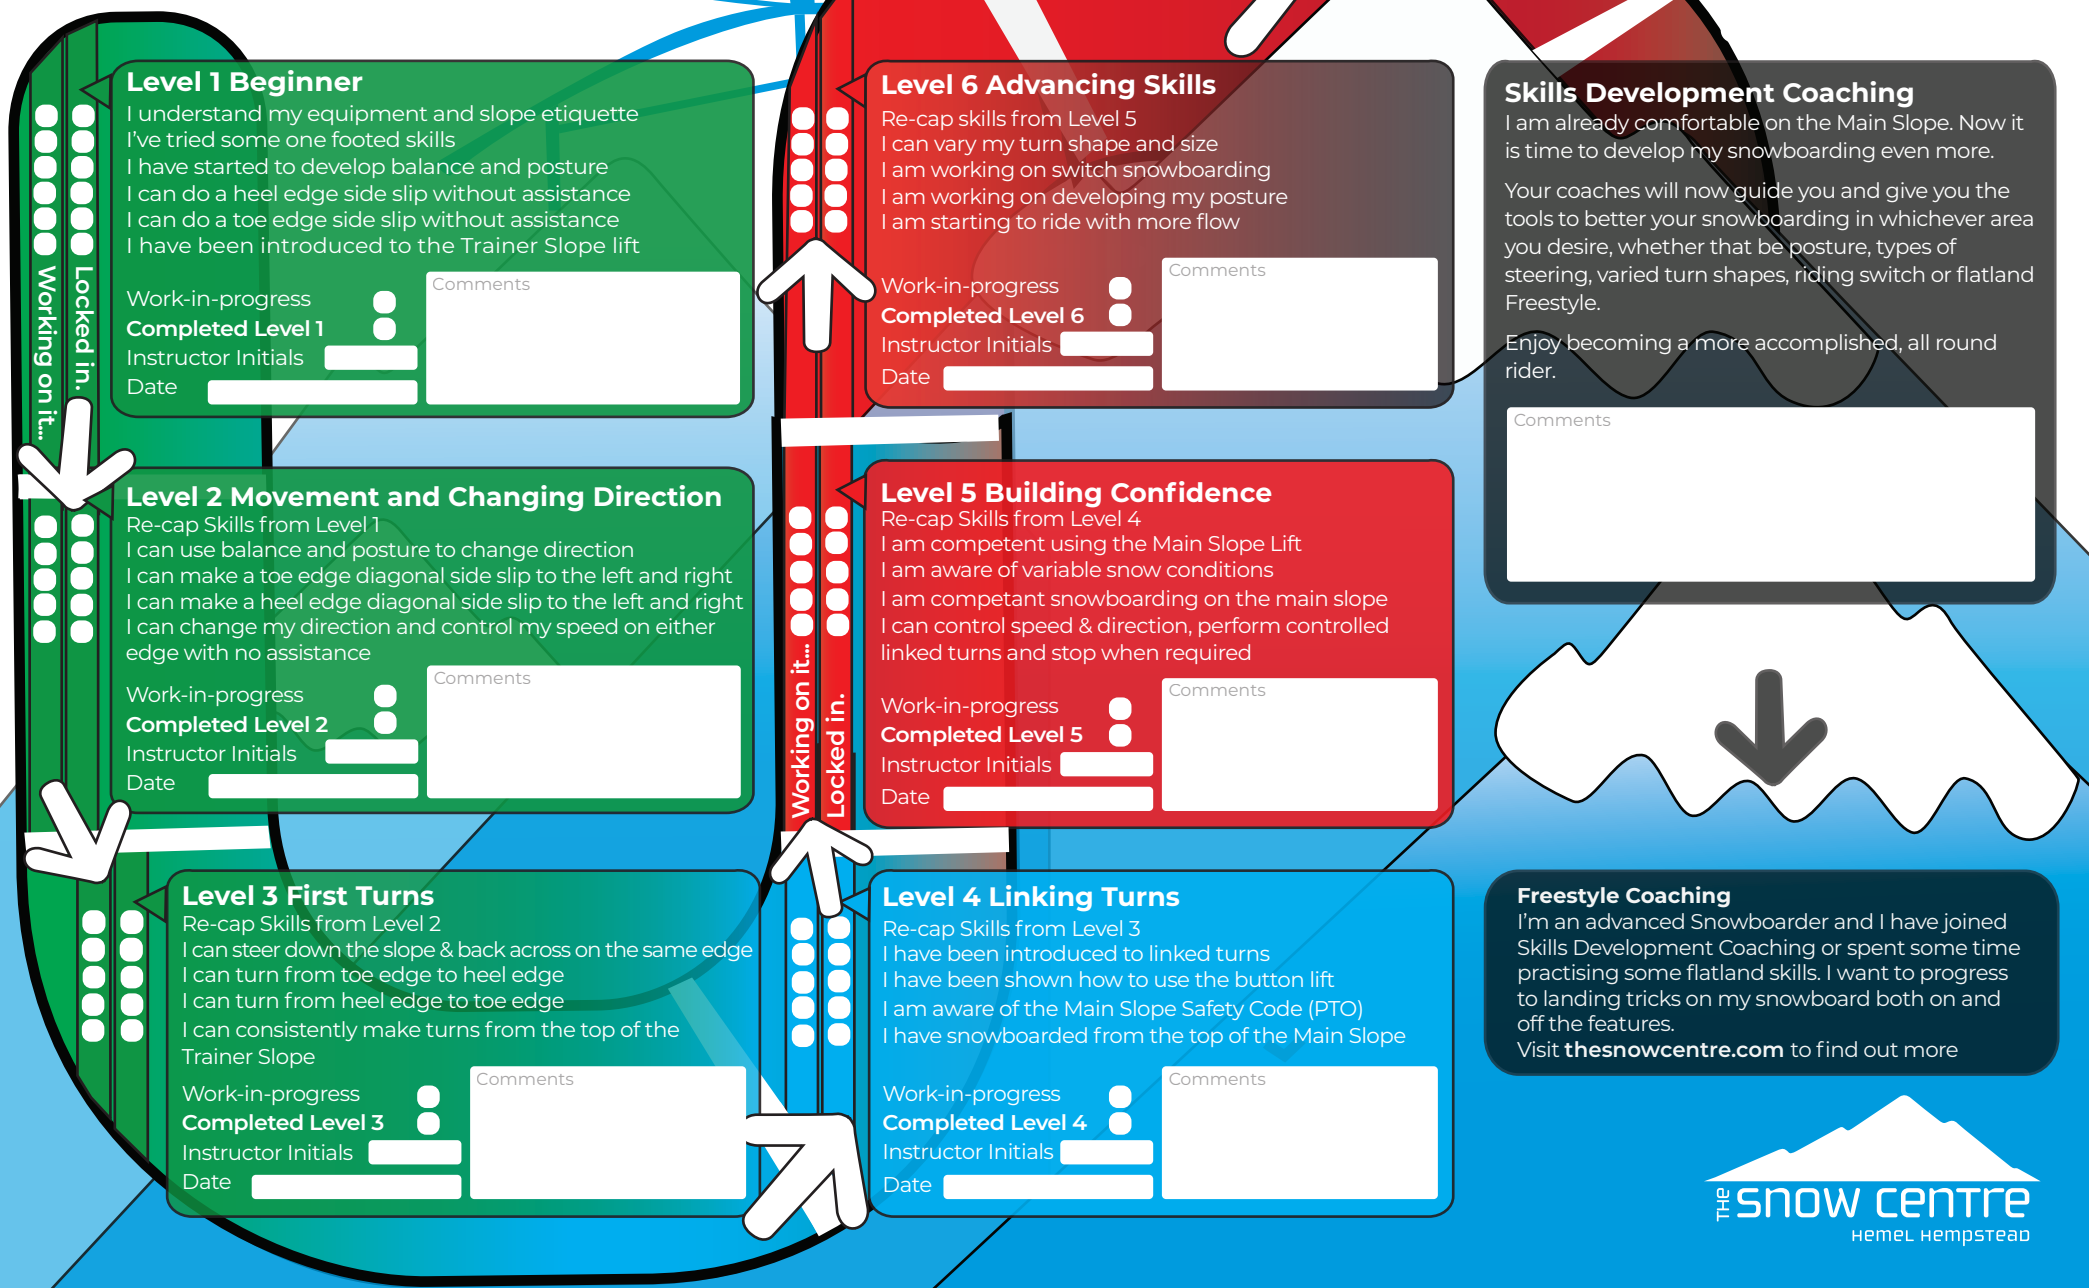 Level 1 Beginner
I understand my equipment and slope etiquette
I've tried some one footed skills
I have started to develop balance and posture
I can do a heel edge side slip without assistance
I can do a toe edge side slip without assistance
I have been introduced to the Trainer Slope lift
Work-in-progress
Completed Level 1
Instructor Initials
Date
Comments
Working on it...
Locked in.
Level 2 Movement and Changing Direction
Re-cap Skills from Level 1
I can use balance and posture to change direction
I can make a toe edge diagonal side slip to the left and right
I can make a heel edge diagonal side slip to the left and right
I can change my direction and control my speed on either
edge with no assistance
Work-in-progress
Completed Level 2
Instructor Initials
Date
Comments
Level 3 First Turns
Re-cap Skills from Level 2
I can steer down the slope & back across on the same edge
I can turn from toe edge to heel edge
I can turn from heel edge to toe edge
I can consistently make turns from the top of the
Trainer Slope
Work-in-progress
Completed Level 3
Instructor Initials
Date
Comments
Level 4 Linking Turns
Re-cap Skills from Level 3
I have been introduced to linked turns
I have been shown how to use the button lift
I am aware of the Main Slope Safety Code (PTO)
I have snowboarded from the top of the Main Slope
Work-in-progress
Completed Level 4
Instructor Initials
Date
Comments
Level 5 Building Confidence
Re-cap Skills from Level 4
I am competent using the Main Slope Lift
I am aware of variable snow conditions
I am competant snowboarding on the main slope
I can control speed & direction, perform controlled
linked turns and stop when required
Work-in-progress
Completed Level 5
Instructor Initials
Date
Comments
Working on it...
Locked in.
Level 6 Advancing Skills
Re-cap skills from Level 5
I can vary my turn shape and size
I am working on switch snowboarding
I am working on developing my posture
I am starting to ride with more flow
Work-in-progress
Completed Level 6
Instructor Initials
Date
Comments
Skills Development Coaching
I am already comfortable on the Main Slope. Now it
is time to develop my snowboarding even more.
Your coaches will now guide you and give you the
tools to better your snowboarding in whichever area
you desire, whether that be posture, types of
steering, varied turn shapes, riding switch or flatland
Freestyle.
Enjoy becoming a more accomplished, all round
rider.
Comments
Freestyle Coaching
I'm an advanced Snowboarder and I have joined
Skills Development Coaching or spent some time
practising some flatland skills. I want to progress
to landing tricks on my snowboard both on and
off the features.
Visit thesnowcentre.com to find out more
THE SNOW CENTRE
HEMEL HEMPSTEAD